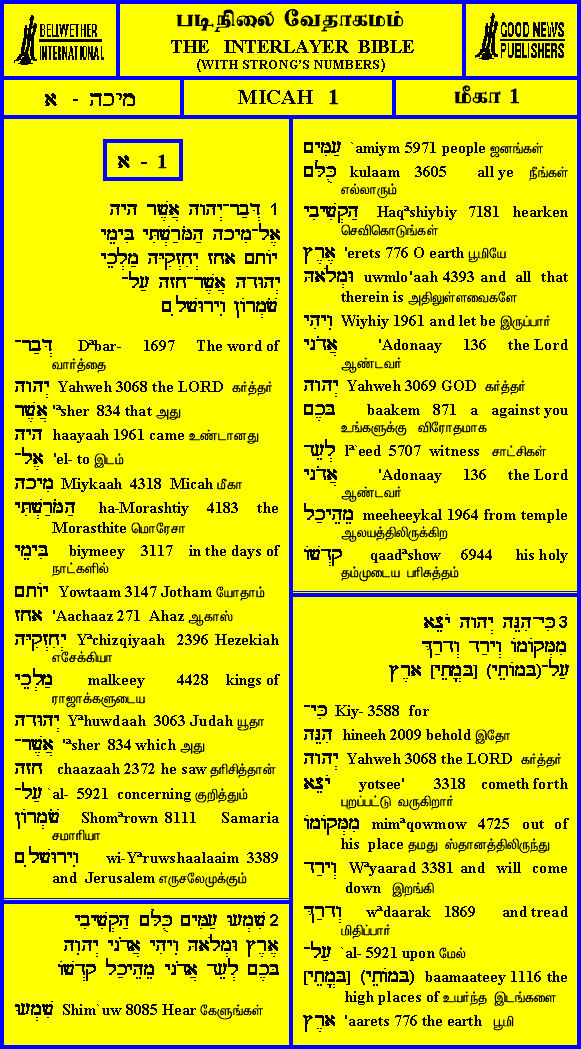 BELLWETHER
INTERNATIONAL
படிநிலை வேதாகமம்
THE INTERLAYER BIBLE
(WITH STRONG'S NUMBERS)
GOOD NEWS
PUBLISHERS
מיכה - א
MICAH 1
மீகா 1
א - 1
1 דְּבַר־יְהוָה אֲשֶׁר הָיָה
אֶל־מִיכָה הַמֹּרַשְׁתִּי בִּימֵי
יוֹתָם אָחָז יְחִזְקִיָּה מַלְכֵי
יְהוּדָה אֲשֶׁר־חָזָה עַל־
שֹׁמְרוֹן וִירוּשָׁלִָם
דְּבַר־ Dªbar- 1697 The word of
வார்த்தை
יְהוָה Yahweh 3068 the LORD கர்த்தர்
אֲשֶׁר 'ªsher 834 that அது
הָיָה haayaah 1961 came உண்டானது
אֶל־ 'el- to இடம்
מִיכָה Miykaah 4318 Micah மீகா
הַמֹּרַשְׁתִּי ha-Morashtiy 4183 the
Morasthite மொரேசா
בִּימֵי biymeey 3117 in the days of
நாட்களில்
יוֹתָם Yowtaam 3147 Jotham யோதாம்
אָחָז 'Aachaaz 271 Ahaz ஆகாஸ்
יְחִזְקִיָּה Yªchizqiyaah 2396 Hezekiah
எசேக்கியா
מַלְכֵי malkeey 4428 kings of
ராஜாக்களுடைய
יְהוּדָה Yªhuwdaah 3063 Judah யூதா
אֲשֶׁר־ 'ªsher 834 which அது
חָזָה chaazaah 2372 he saw தரிசித்தான்
עַל־ `al- 5921 concerning குறித்தும்
שֹׁמְרוֹן Shomªrown 8111 Samaria
சமாரியா
וִירוּשָׁלִָם wi-Yªruwshaalaaim 3389
and Jerusalem எருசலேமுக்கும்
2 שִׁמְעוּ עַמִּים כֻּלָּם הַקְשִׁיבִי
אֶרֶץ וּמְלֹאָהּ וִיהִי אֲדֹנָי יְהוִה
בָּכֶם לְעֵד אֲדֹנָי מֵהֵיכַל קָדְשׁוֹ
שִׁמְעוּ Shim`uw 8085 Hear கேளுங்கள்
עַמִּים `amiym 5971 people ஜனங்கள்
כֻּלָּם kulaam 3605 all ye நீங்கள்
எல்லாரும்
הַקְשִׁיבִי Haqªshiybiy 7181 hearken
செவிகொடுங்கள்
אֶרֶץ 'erets 776 O earth பூமியே
וּמְלֹאָהּ uwmlo'aah 4393 and all that
therein is அதிலுள்ளவைகளே
וִיהִי Wiyhiy 1961 and let be இருப்பார்
אֲדֹנָי 'Adonaay 136 the Lord
ஆண்டவர்
יְהוִה Yahweh 3069 GOD கர்த்தர்
בָּכֶם baakem 871 a against you
உங்களுக்கு விரோதமாக
לְעֵד lª`eed 5707 witness சாட்சிகள்
אֲדֹנָי 'Adonaay 136 the Lord
ஆண்டவர்
מֵהֵיכַל meeheeykal 1964 from temple
ஆலயத்திலிருக்கிற
קָדְשׁוֹ qaadªshow 6944 his holy
தம்முடைய பரிசுத்தம்
3 כִּי־הִנֵּה יְהוָה יֹצֵא
מִמְּקוֹמוֹ וְיָרַד וְדָרַךְ
עַל־(בָּמוֹתֵי) [בָּמֳתֵי] אָרֶץ
כִּי־ Kiy- 3588 for
הִנֵּה hineeh 2009 behold இதோ
יְהוָה Yahweh 3068 the LORD கர்த்தர்
יֹצֵא yotsee' 3318 cometh forth
புறப்பட்டு வருகிறார்
מִמְּקוֹמוֹ mimªqowmow 4725 out of
his place தமது ஸ்தானத்திலிருந்து
וְיָרַד Wªyaarad 3381 and will come
down இறங்கி
וְדָרַךְ wªdaarak 1869 and tread
மிதிப்பார்
עַל־ `al- 5921 upon மேல்
(בָּמוֹתֵי) [בָּמֳתֵי] baamaateey 1116 the
high places of உயர்ந்த இடங்களை
אָרֶץ 'aarets 776 the earth பூமி